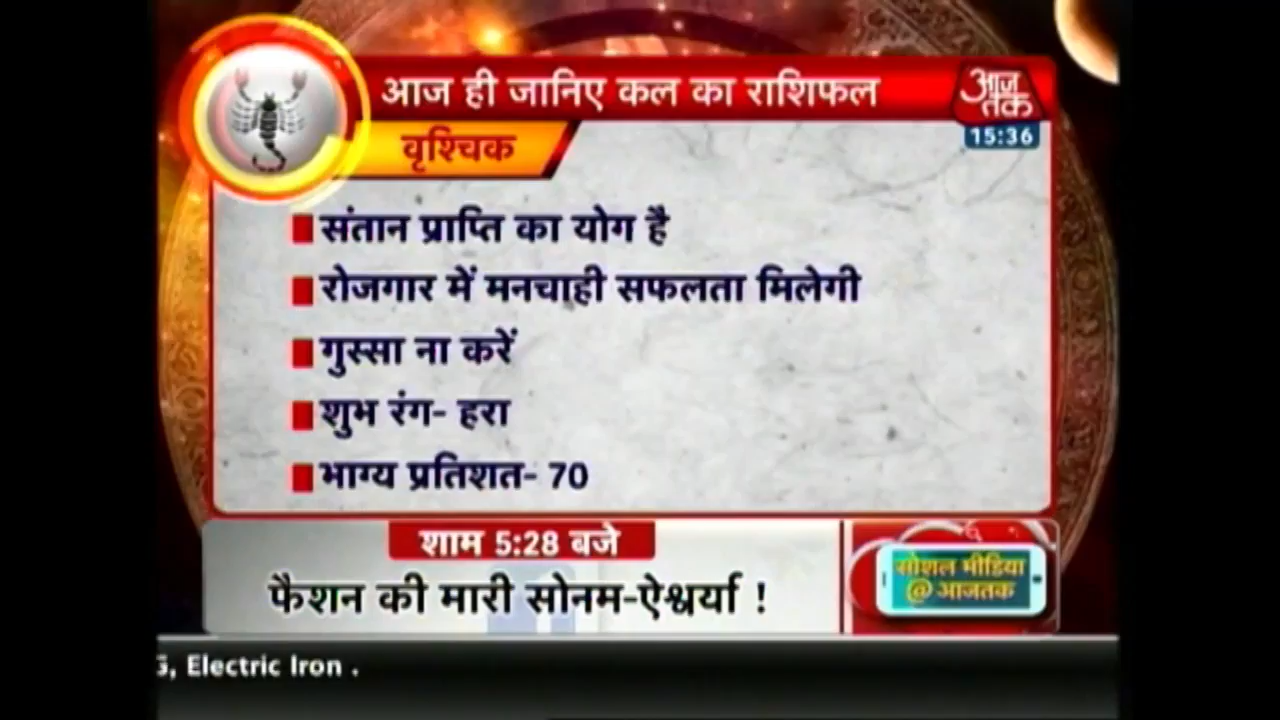 आज ही जानिए कल का राशिफल
आज
तक
15:36
वृश्चिक
संतान प्राप्ति का योग है
रोजगार में मनचाही सफलता मिलेगी
गुस्सा ना करें
शुभ रंग- हरा
भाग्य प्रतिशत- 70
शाम 5:28 बजे
फैशन की मारी सोनम-ऐश्वर्या !
सोशल मीडिया
@ आजतक
, Electric Iron .